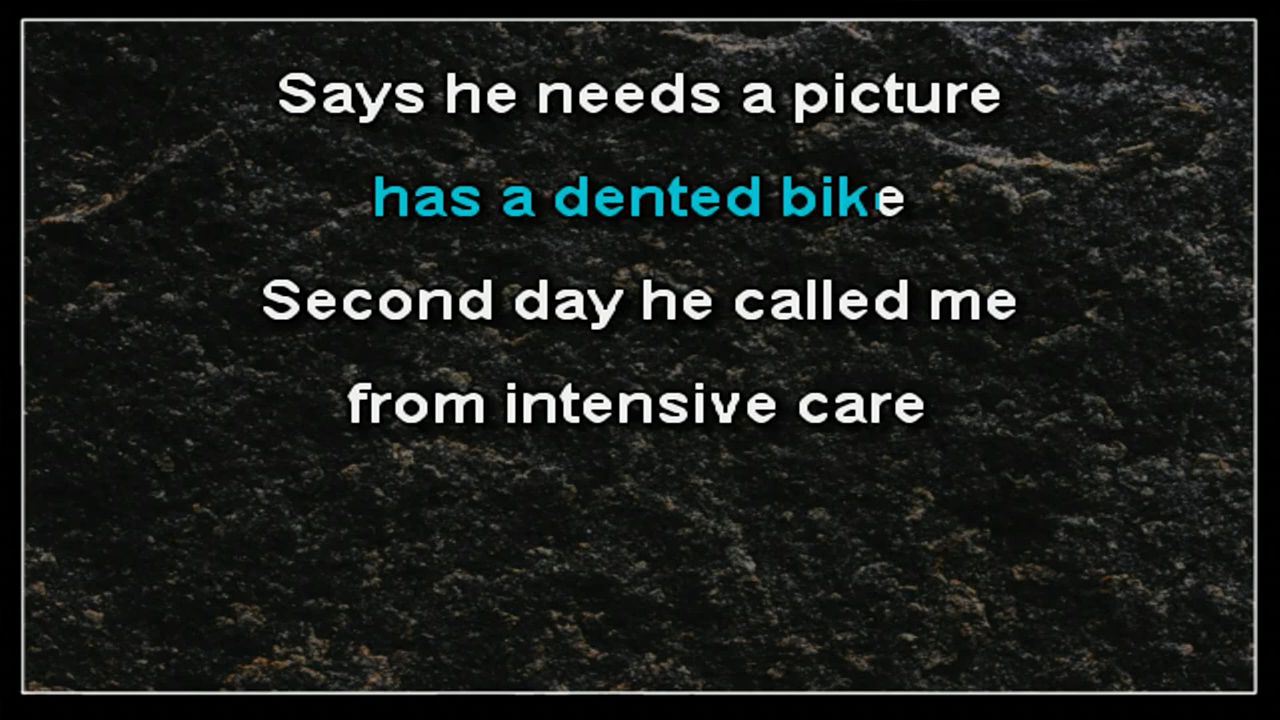 Says he needs a picture
has a dented bike
Second day he called me
from intensive care